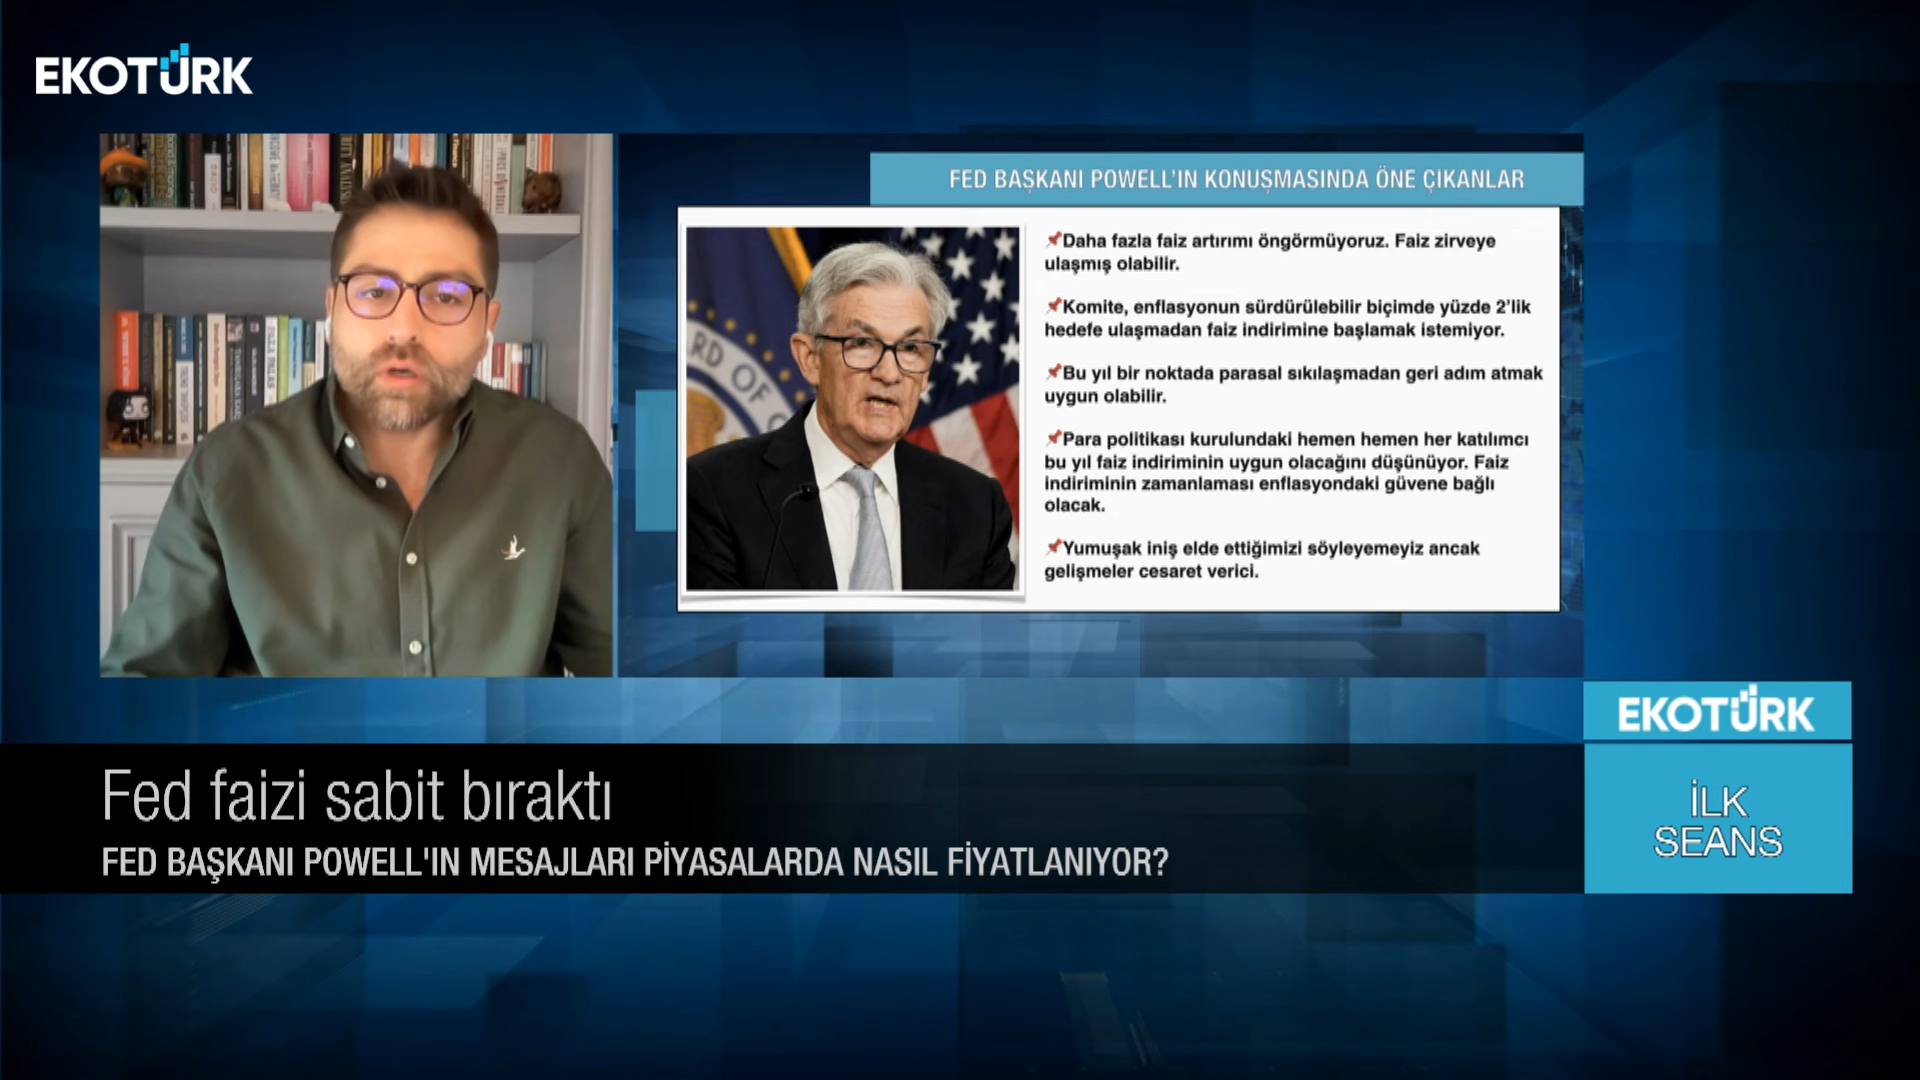 EKOTÜRK
FED BAŞKANI POWELL'IN KONUŞMASINDA ÖNE ÇIKANLAR
Daha fazla faiz artırımı öngörmüyoruz. Faiz zirveye
ulaşmış olabilir.
Komite, enflasyonun sürdürülebilir biçimde yüzde 2'lik
hedefe ulaşmadan faiz indirimine başlamak istemiyor.
Bu yıl bir noktada parasal sıkılaşmadan geri adım atmak
uygun olabilir.
Para politikası kurulundaki hemen hemen her katılımcı
bu yıl faiz indiriminin uygun olacağını düşünüyor. Faiz
indiriminin zamanlaması enflasyondaki güvene bağlı
olacak.
Yumuşak iniş elde ettiğimizi söyleyemeyiz ancak
gelişmeler cesaret verici.
RD OF
EKOTÜRK
Fed faizi sabit bıraktı
FED BAŞKANI POWELL'IN MESAJLARI PİYASALARDA NASIL FİYATLANIYOR?
İLK
SEANS